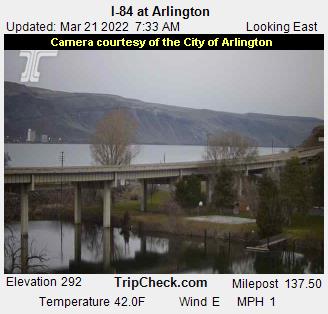 I-84 at Arlington
Updated: Mar 21 2022 7:33 AM Looking East
Camera courtesy of the City of Arlington
Elevation 292 TripCheck.com Milepost 137.50
Temperature 42.0F Wind E MPH 1